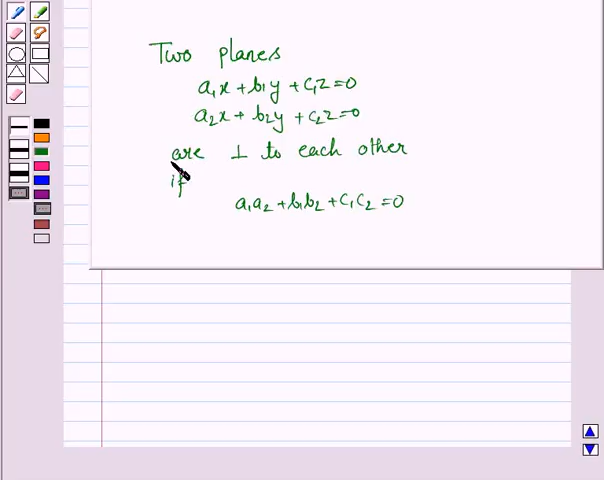 Two planes
a₁x + b₁y + c₁z = 0
a₂x + b₂y + c₂z = 0
are ⊥ to each other
if
a₁a₂ + b₁b₂ + c₁c₂ = 0